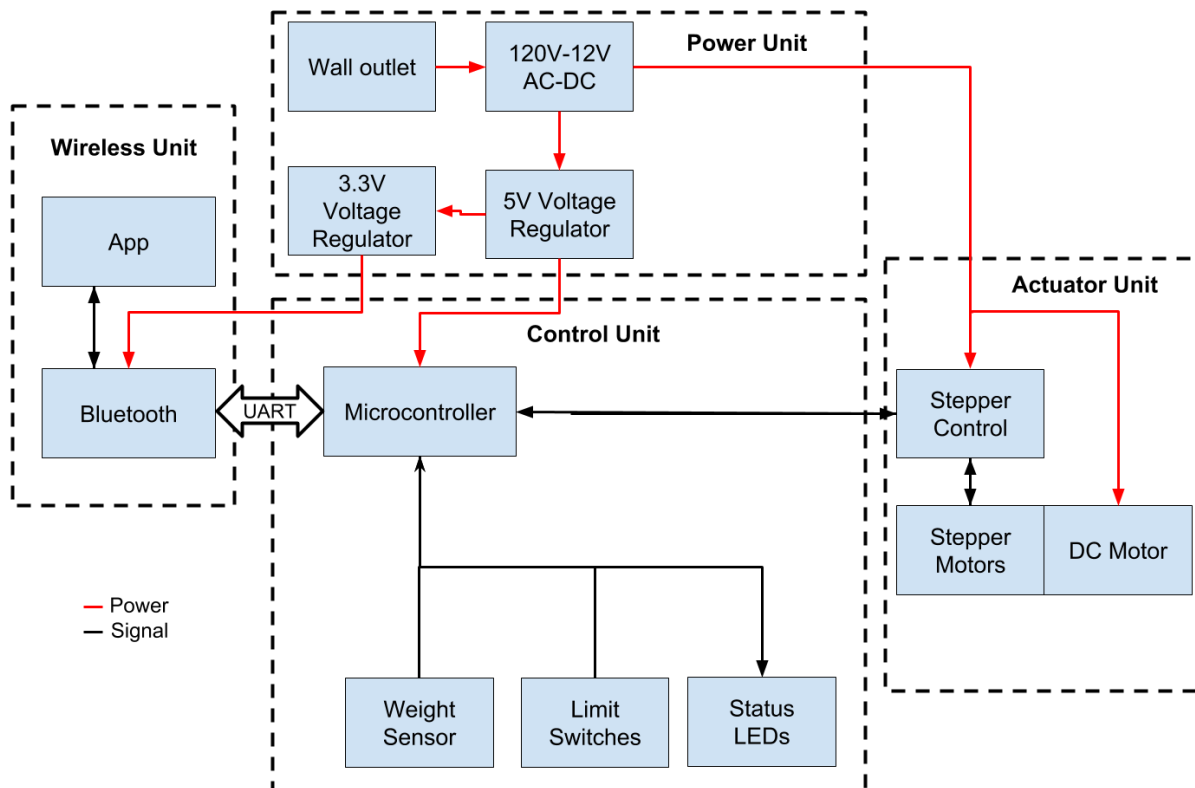 Wall outlet
120V-12V
AC-DC
Power Unit
Wireless Unit
App
3.3V
Voltage
Regulator
5V Voltage
Regulator
Actuator Unit
Control Unit
Bluetooth
UART
Microcontroller
Stepper
Control
Stepper
Motors
DC Motor
Power
Signal
Weight
Sensor
Limit
Switches
Status
LEDs